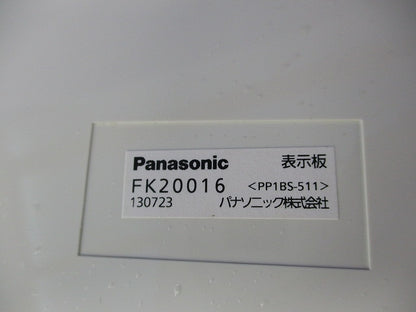 Panasonic 表示板
FK20016 <PP1BS-511>
130723 パナソニック株式会社